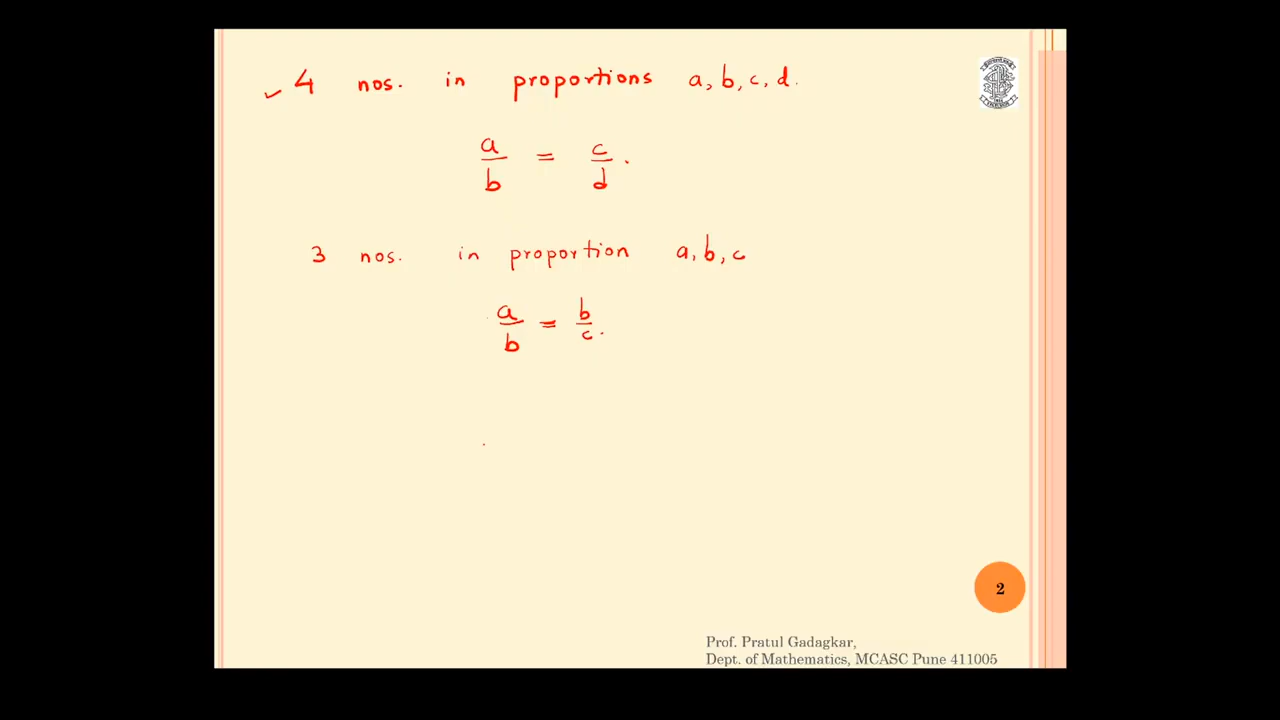 ✓ 4 nos. in proportions a, b, c, d.
a/b = c/d.
3 nos. in proportion a, b, c
a/b = b/c.
2
Prof. Pratul Gadagkar,
Dept. of Mathematics, MCASC Pune 411005